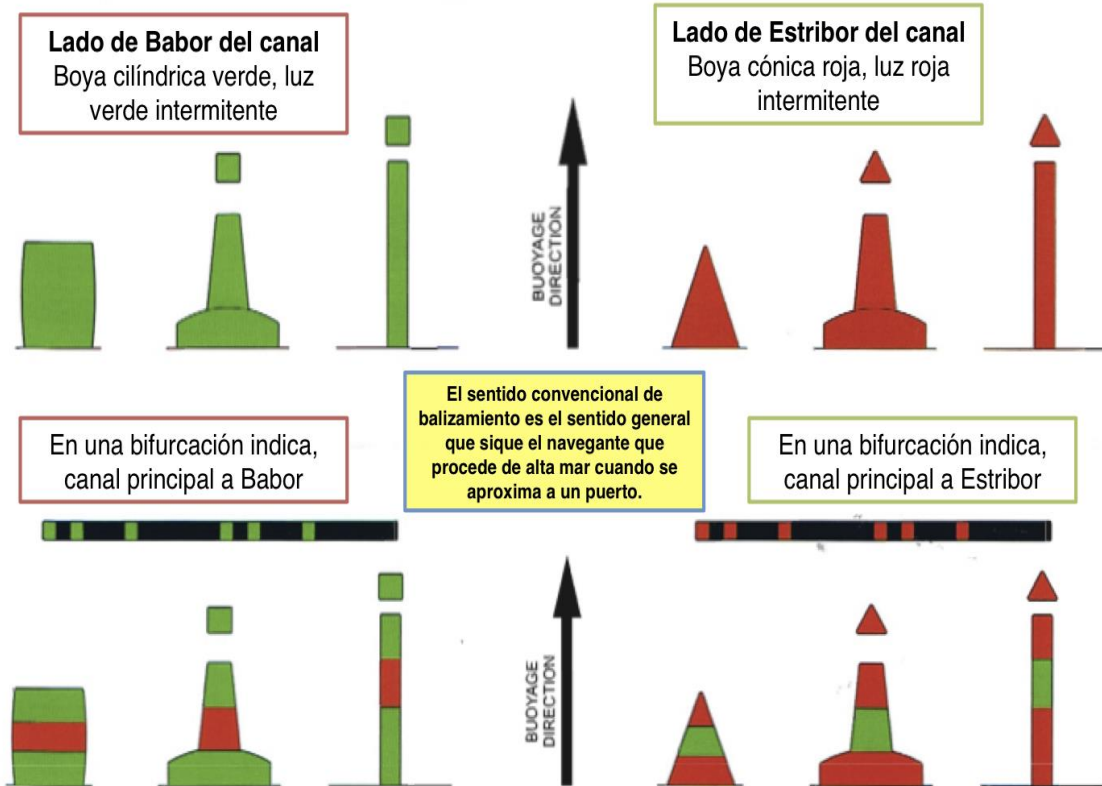 Lado de Babor del canal
Boya cilíndrica verde, luz
verde intermitente
Lado de Estribor del canal
Boya cónica roja, luz roja
intermitente
BUOYAGE
DIRECTION
El sentido convencional de
balizamiento es el sentido general
que sique el navegante que
procede de alta mar cuando se
aproxima a un puerto.
En una bifurcación indica,
canal principal a Babor
En una bifurcación indica,
canal principal a Estribor
BUOYAGE
DIRECTION